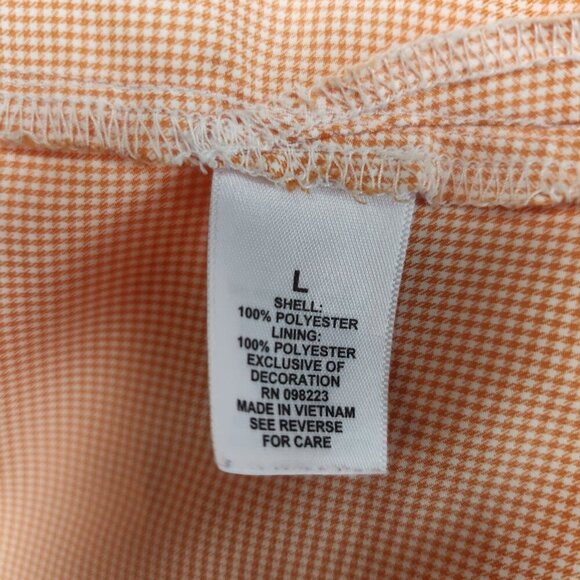 L
SHELL:
100% POLYESTER
LINING:
100% POLYESTER
EXCLUSIVE OF
DECORATION
RN 098223
MADE IN VIETNAM
SEE REVERSE
FOR CARE